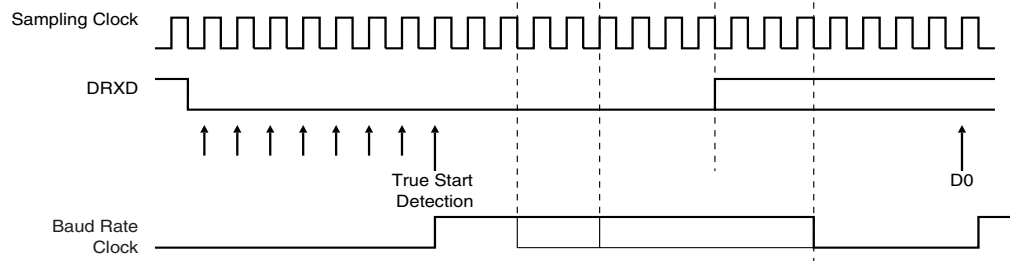 Sampling Clock
DRXD
True Start
Detection
D0
Baud Rate
Clock